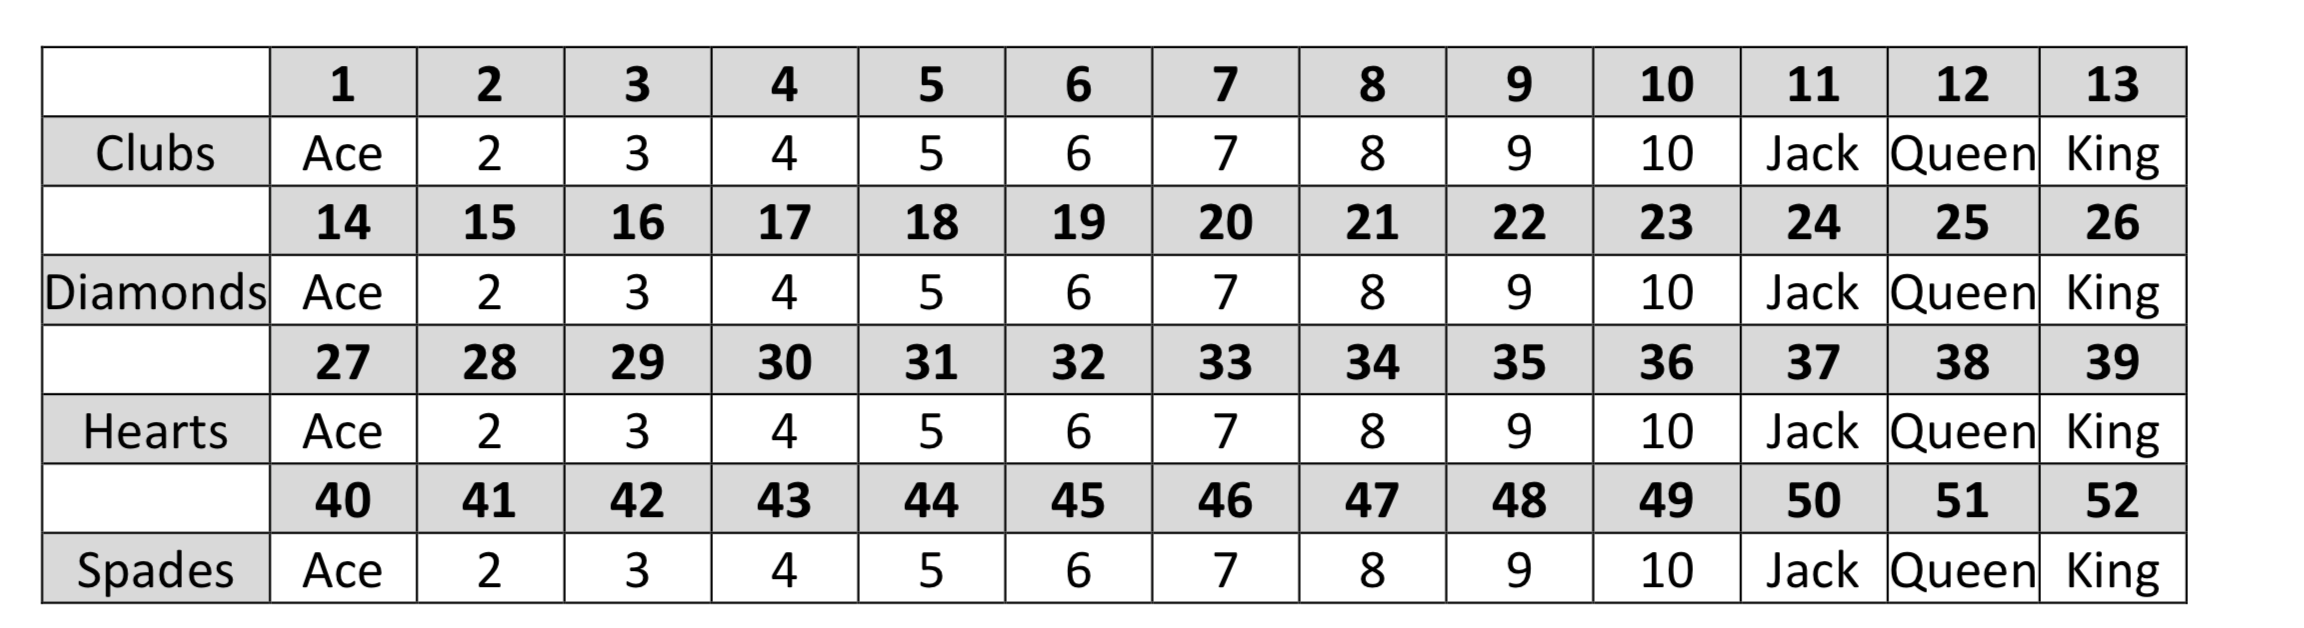 1 2 3 4 5 6 7 8 9 10 11 12 13
Clubs Ace 2 3 4 5 6 7 8 9 10 Jack Queen King
14 15 16 17 18 19 20 21 22 23 24 25 26
Diamonds Ace 2 3 4 5 6 7 8 9 10 Jack Queen King
27 28 29 30 31 32 33 34 35 36 37 38 39
Hearts Ace 2 3 4 5 6 7 8 9 10 Jack Queen King
40 41 42 43 44 45 46 47 48 49 50 51 52
Spades Ace 2 3 4 5 6 7 8 9 10 Jack Queen King